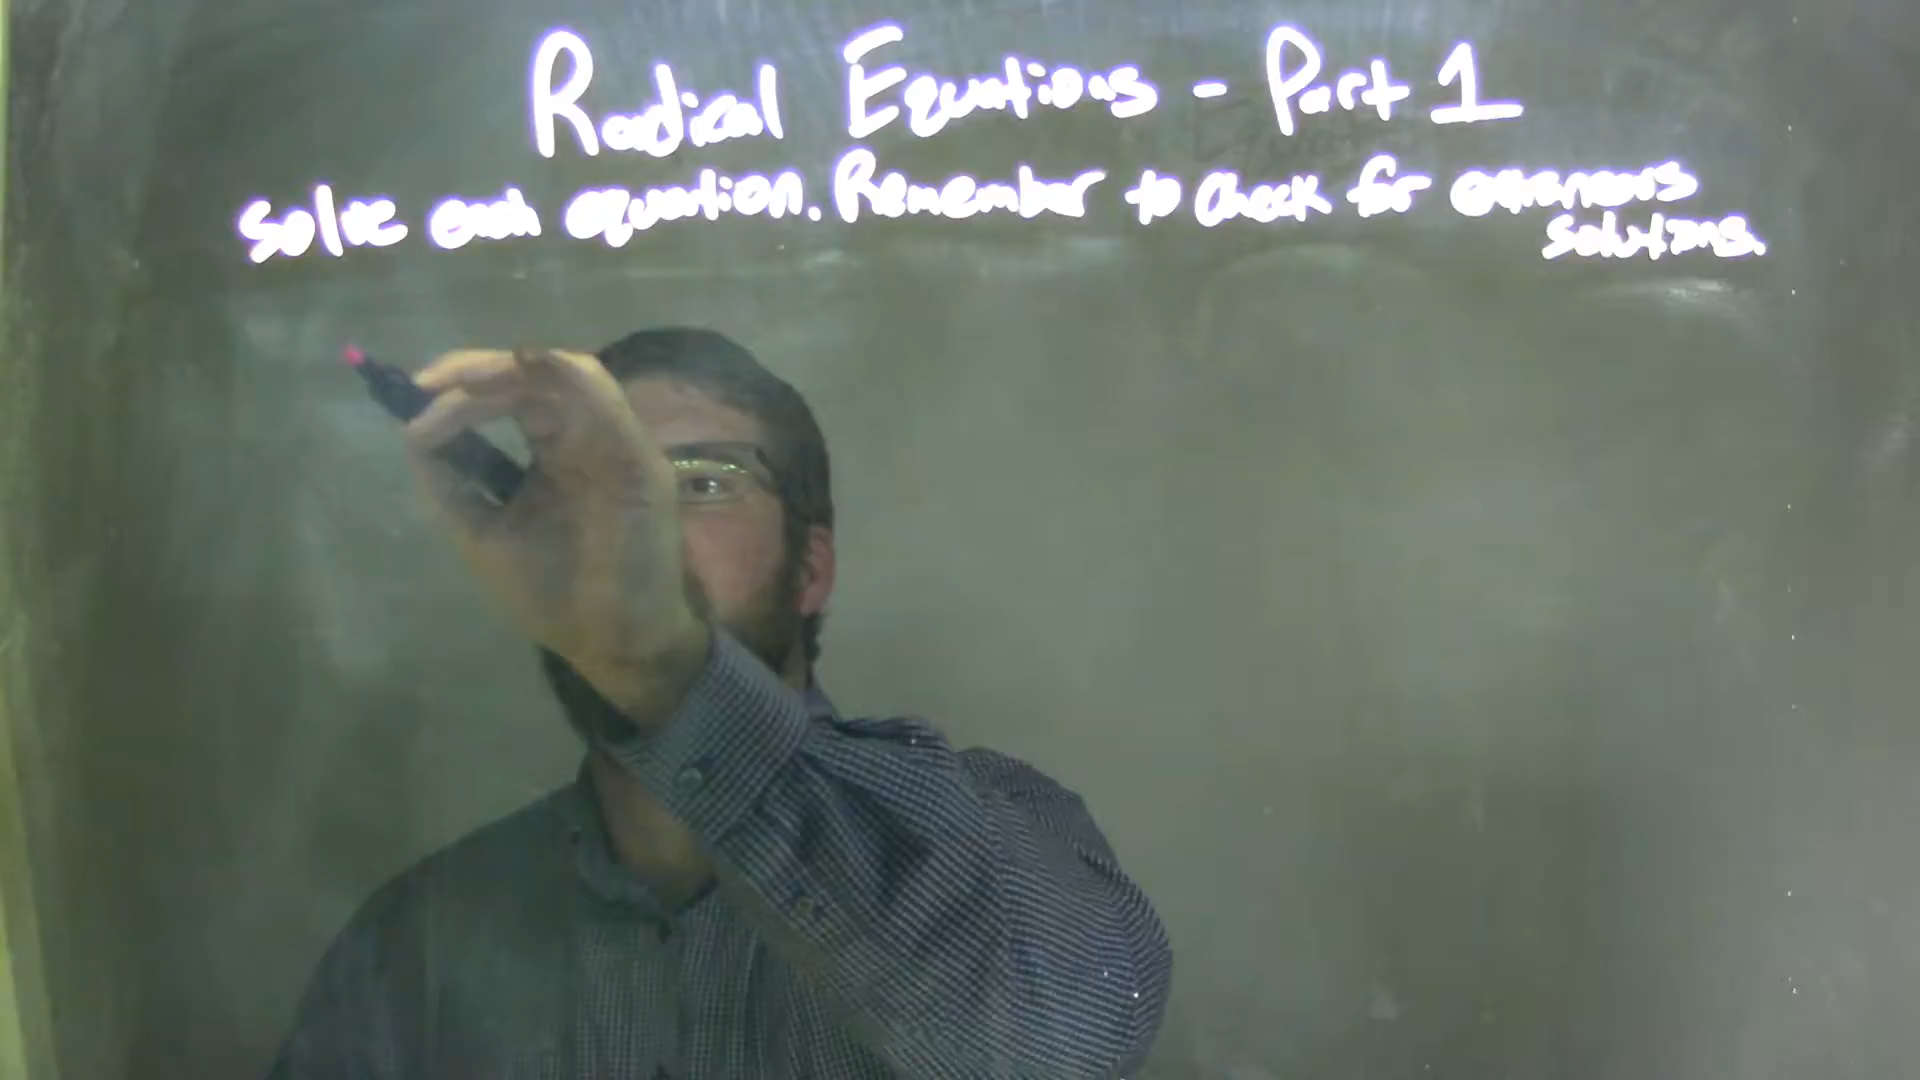 Radical Equations - Part 1
Solve each equation. Remember to check for extraneous
solutions.